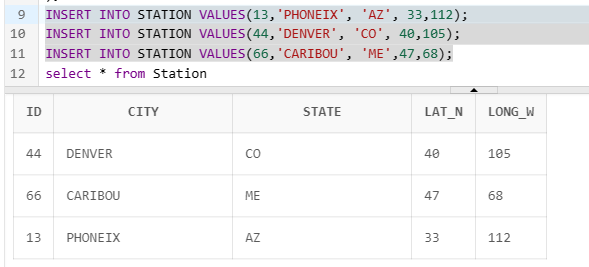 );
9 INSERT INTO STATION VALUES(13,'PHONEIX', 'AZ', 33,112);
10 INSERT INTO STATION VALUES(44,'DENVER', 'CO', 40,105);
11 INSERT INTO STATION VALUES(66,'CARIBOU', 'ME',47,68);
12 select * from Station
ID CITY STATE LAT_N LONG_W
44 DENVER CO 40 105
66 CARIBOU ME 47 68
13 PHONEIX AZ 33 112